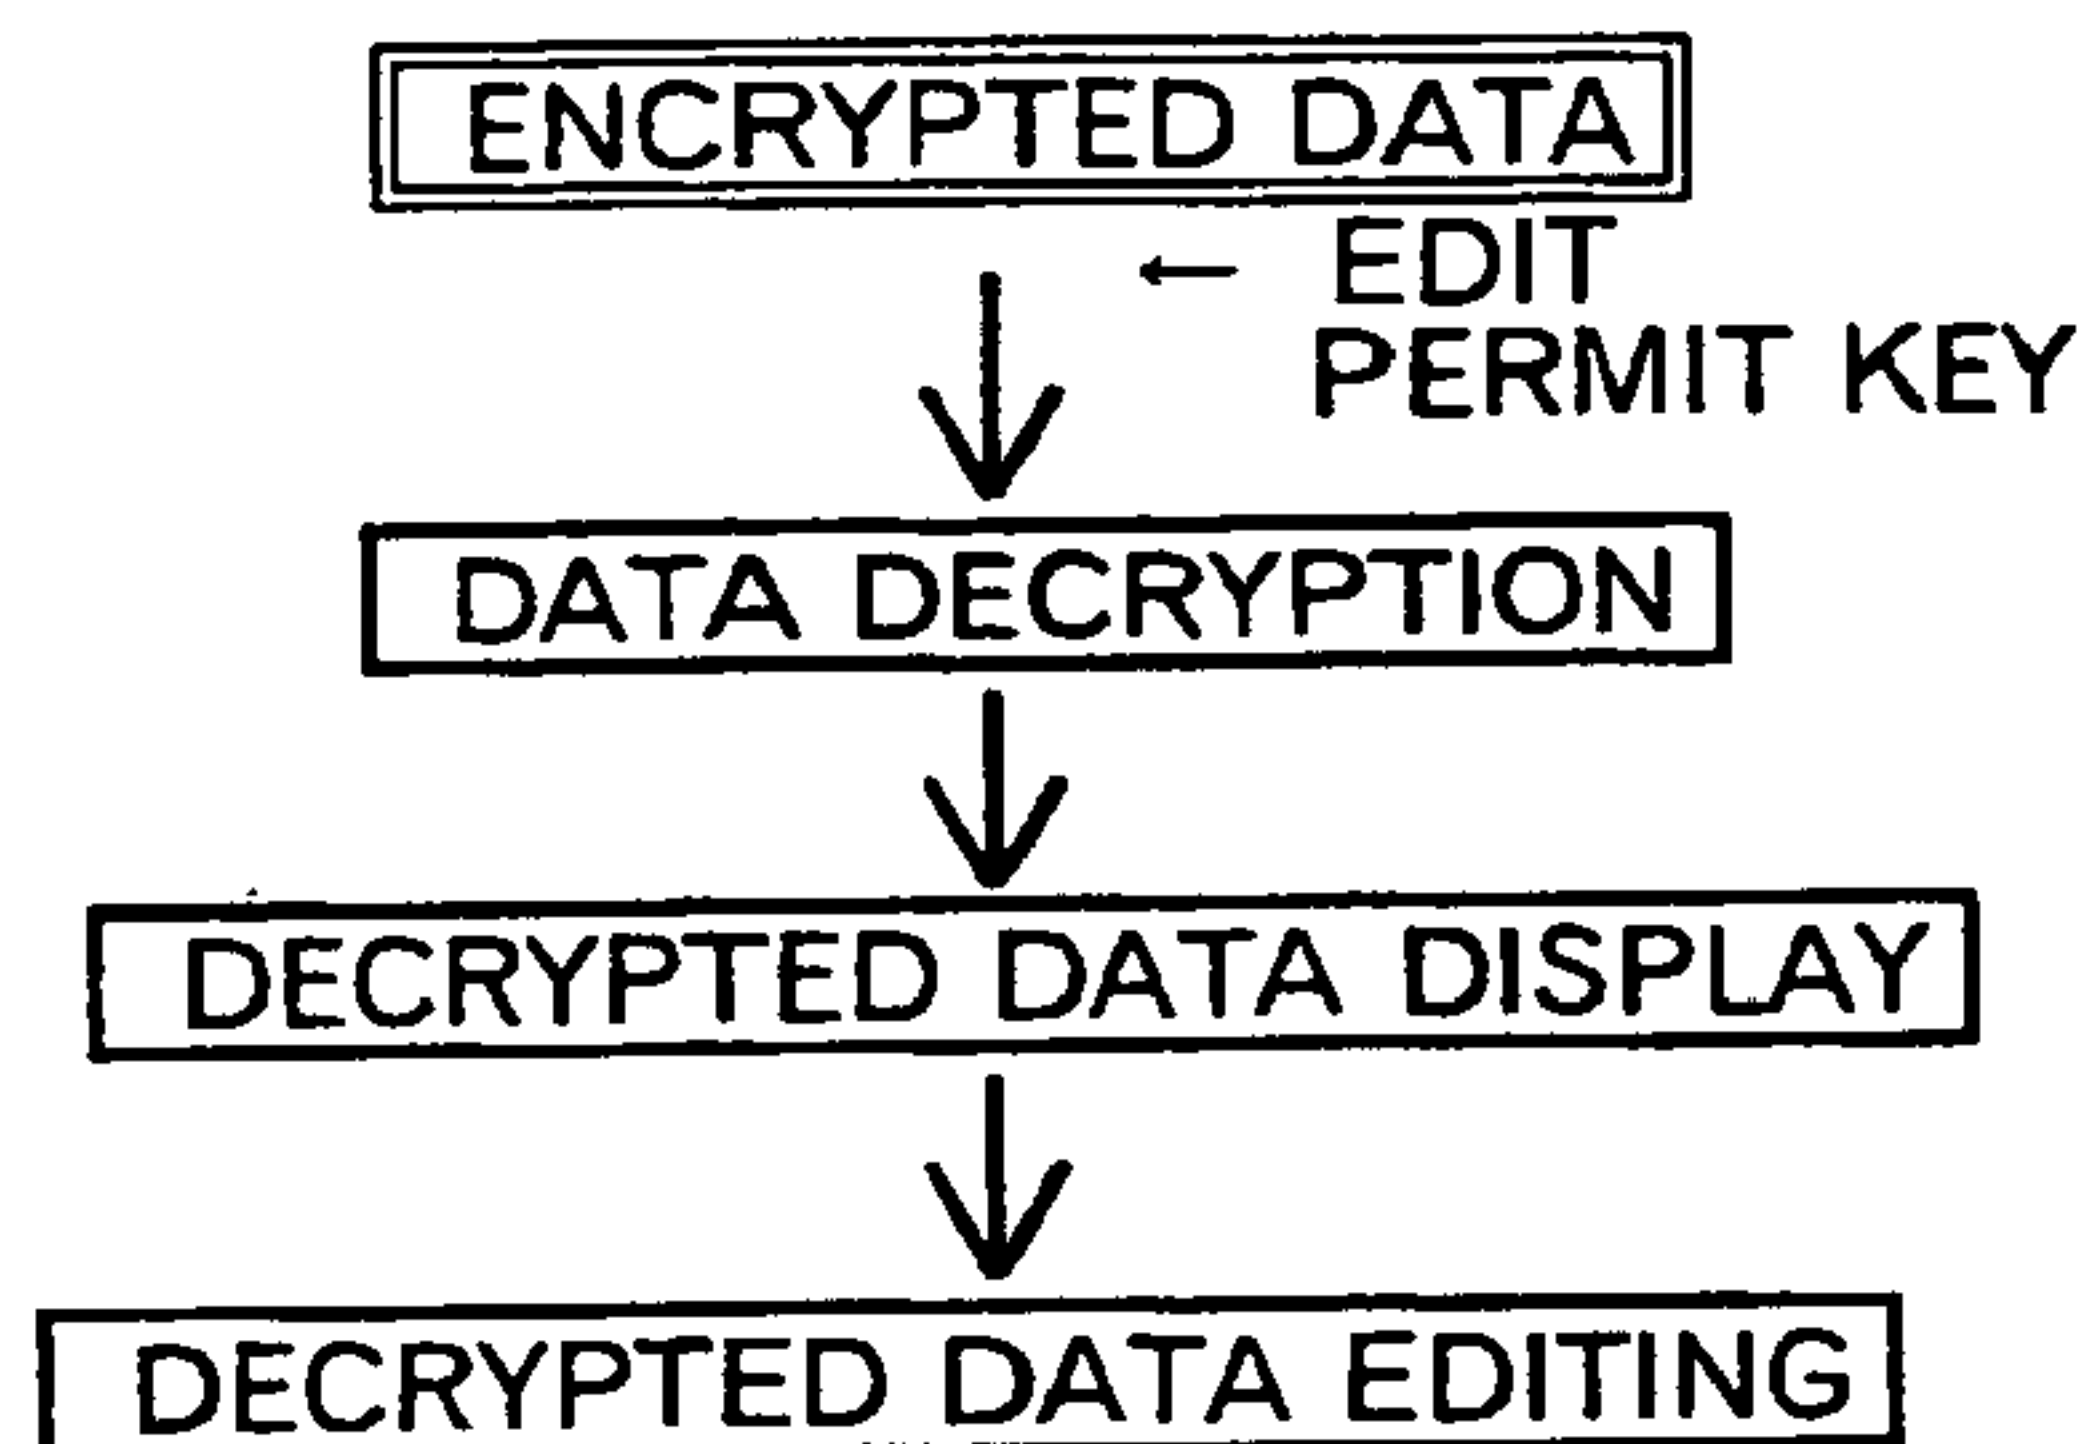 ENCRYPTED DATA
← EDIT
PERMIT KEY
DATA DECRYPTION
DECRYPTED DATA DISPLAY
DECRYPTED DATA EDITING